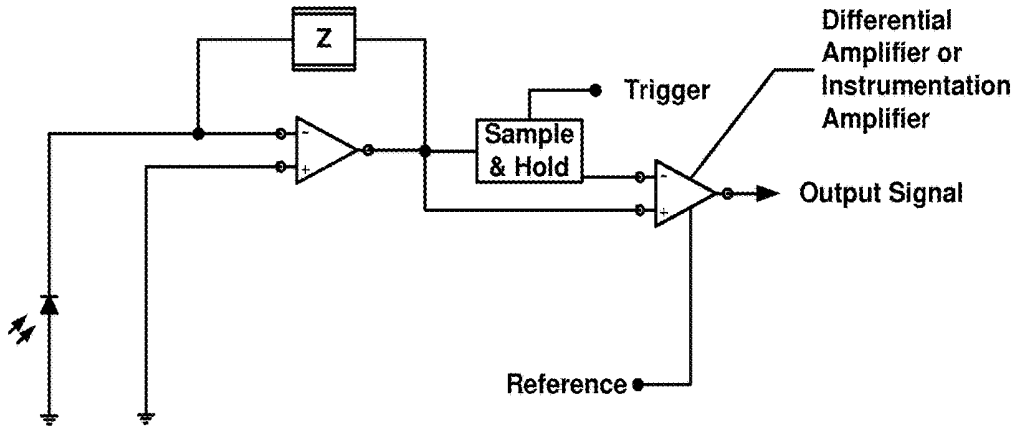 Differential
Amplifier or
Instrumentation
Amplifier
Z
Trigger
Sample
& Hold
-
+
-
+
Output Signal
Reference